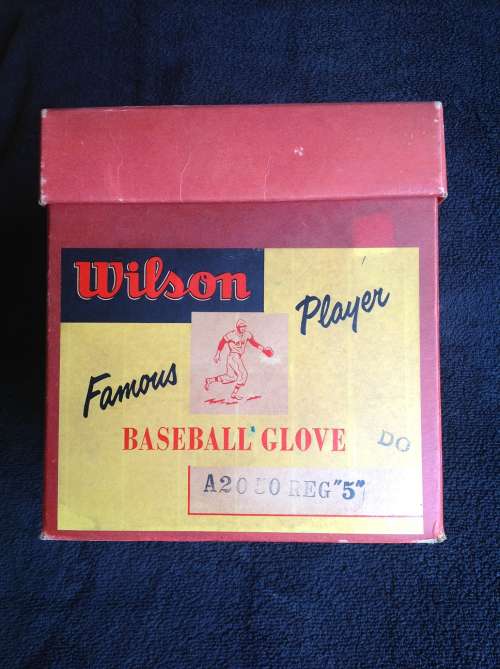 Wilson
Famous Player
BASEBALL GLOVE
DO
A2050 REG "5"